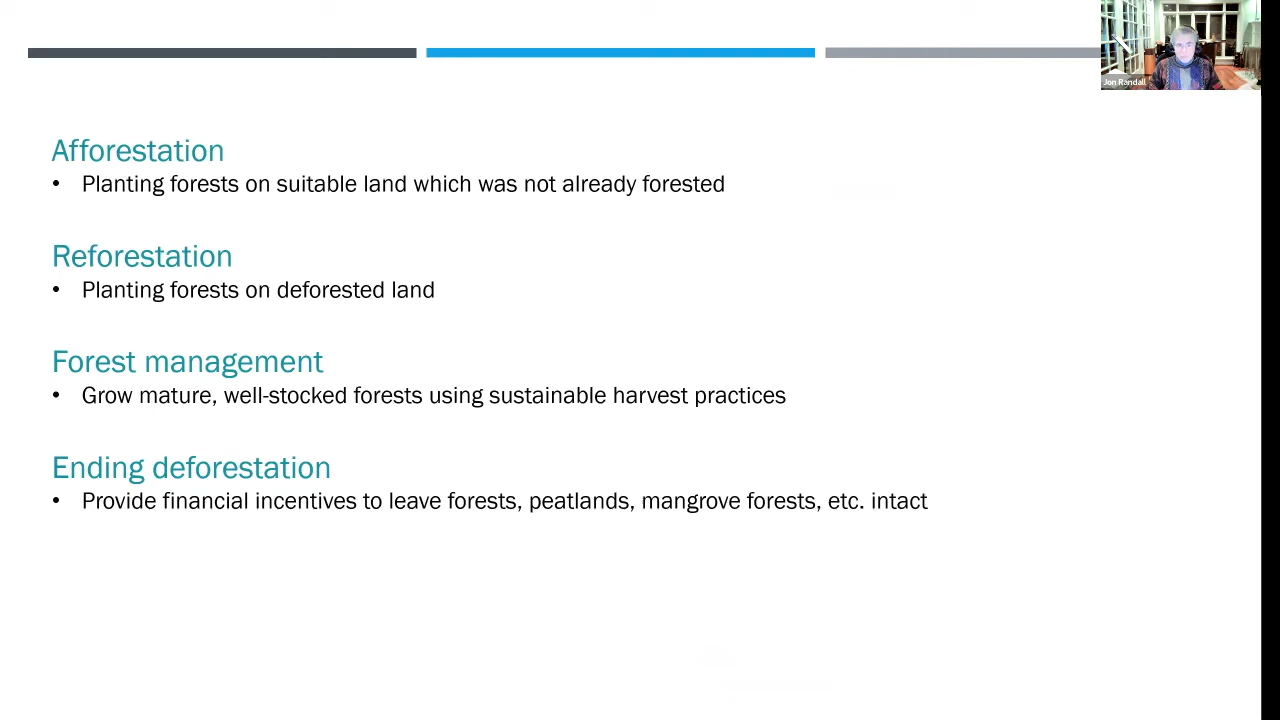 Jon Randall
Afforestation
• Planting forests on suitable land which was not already forested
Reforestation
• Planting forests on deforested land
Forest management
• Grow mature, well-stocked forests using sustainable harvest practices
Ending deforestation
• Provide financial incentives to leave forests, peatlands, mangrove forests, etc. intact